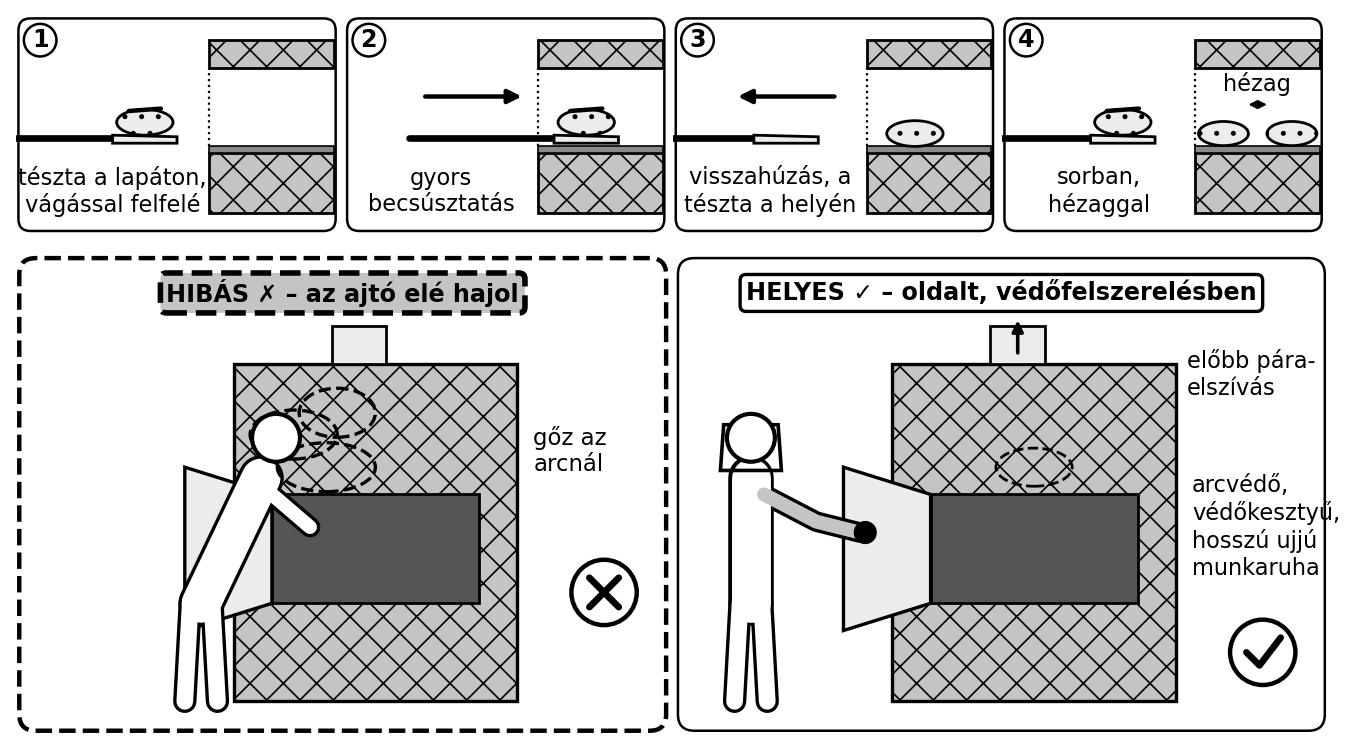 1
tészta a lapáton,
vágással felfelé
2
gyors
becsúsztatás
3
visszahúzás, a
tészta a helyén
4
hézag
sorban,
hézaggal
HIBÁS ✗ – az ajtó elé hajol
gőz az
arcnál
HELYES ✓ – oldalt, védőfelszerelésben
előbb pára-
elszívás
arcvédő,
védőkesztyű,
hosszú ujjú
munkaruha